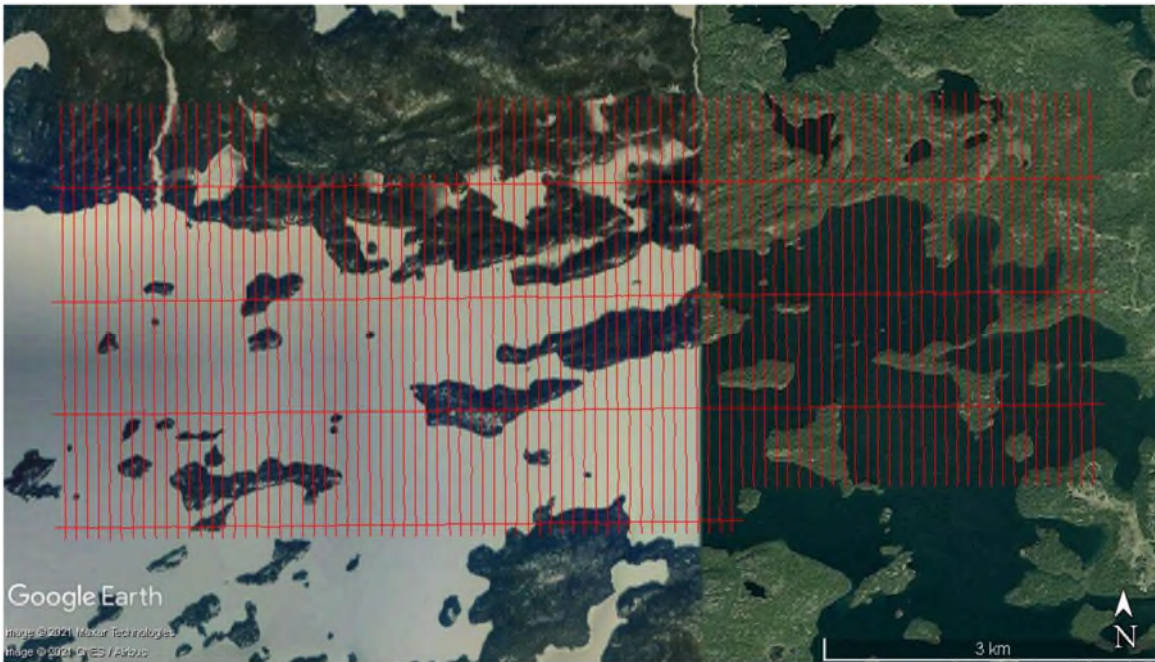 Google Earth
Image © 2021 Maxar Technologies
Image © 2021 CNES / Airbus
3 km
N